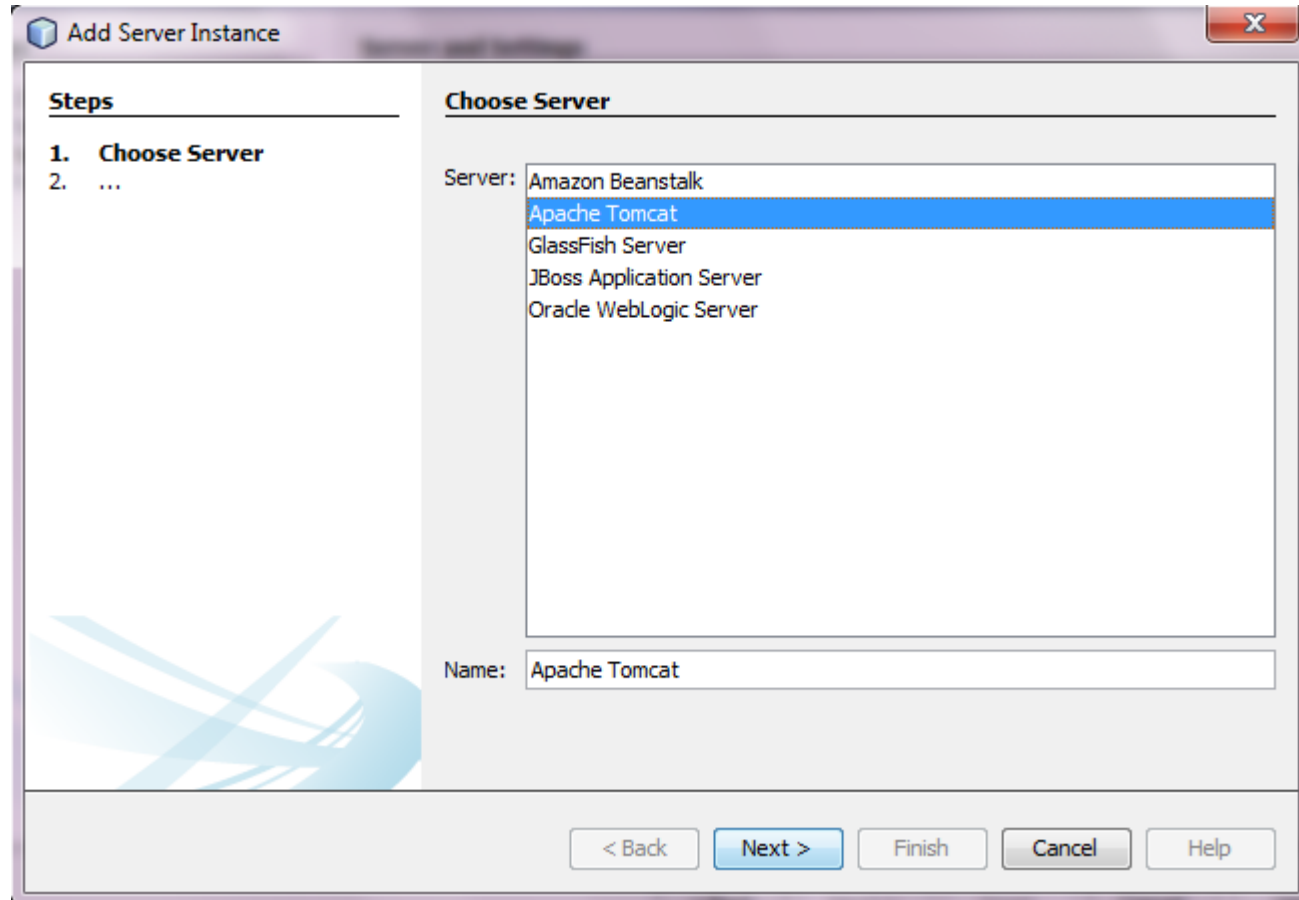 Add Server Instance
Steps
1. Choose Server
2. ...
Choose Server
Server:
Amazon Beanstalk
Apache Tomcat
GlassFish Server
JBoss Application Server
Oracle WebLogic Server
Name: Apache Tomcat
< Back Next > Finish Cancel Help